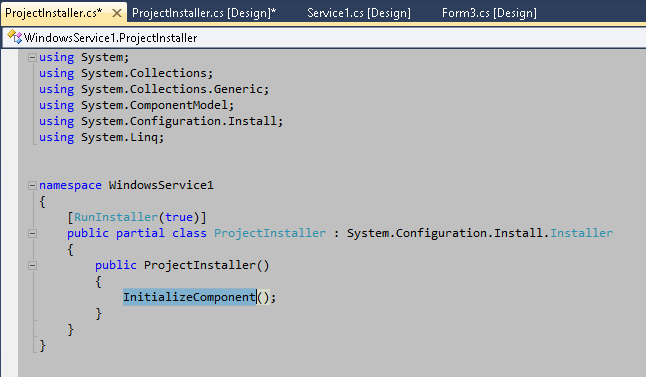 ProjectInstaller.cs* ProjectInstaller.cs [Design]* Service1.cs [Design] Form3.cs [Design]
WindowsService1.ProjectInstaller
using System;
using System.Collections;
using System.Collections.Generic;
using System.ComponentModel;
using System.Configuration.Install;
using System.Linq;
namespace WindowsService1
{
[RunInstaller(true)]
public partial class ProjectInstaller : System.Configuration.Install.Installer
{
public ProjectInstaller()
{
InitializeComponent();
}
}
}